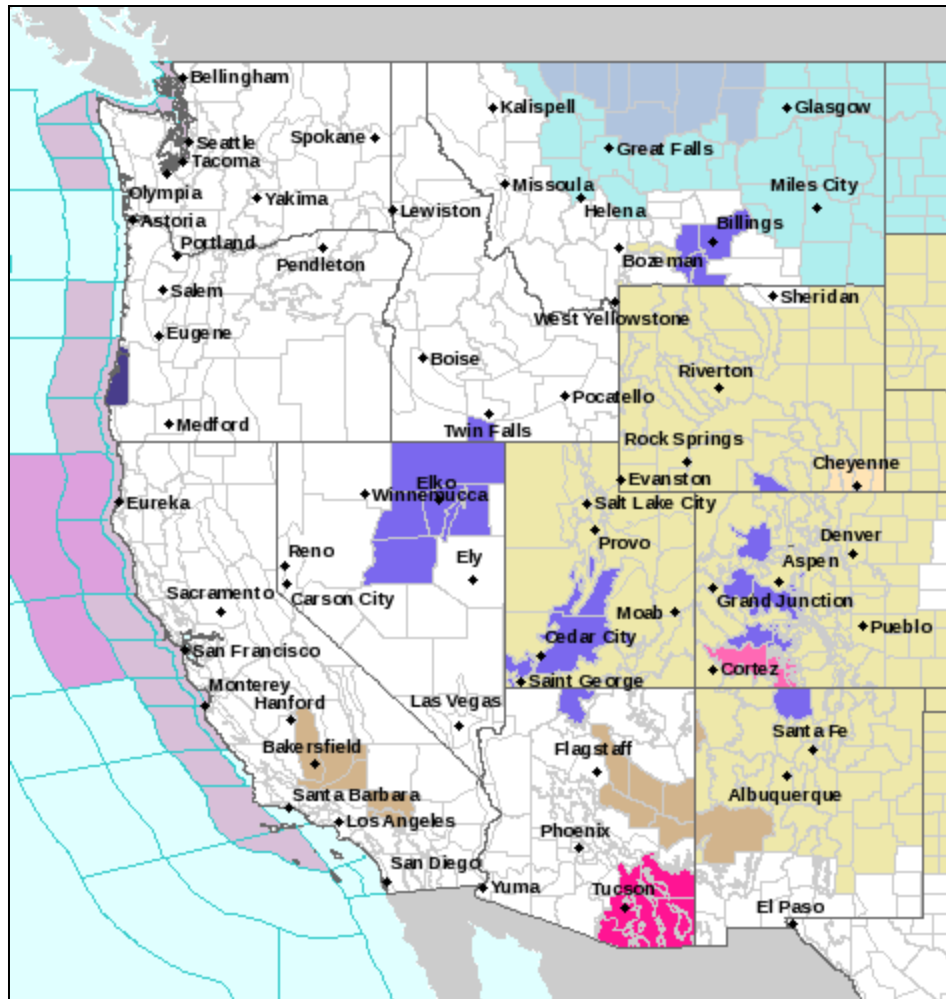 Bellingham
Kalispell
Glasgow
Seattle
Spokane
Great Falls
Tacoma
Missoula
Miles City
Olympia
Yakima
Lewiston
Helena
Astoria
Billings
Portland
Pendleton
Bozeman
Salem
Sheridan
West Yellowstone
Eugene
Boise
Riverton
Pocatello
Medford
Twin Falls
Rock Springs
Cheyenne
Elko
Evanston
Winnemucca
Eureka
Salt Lake City
Denver
Provo
Reno
Ely
Aspen
Sacramento
Carson City
Grand Junction
Moab
Pueblo
Cedar City
San Francisco
Cortez
Saint George
Monterey
Hanford
Las Vegas
Santa Fe
Bakersfield
Flagstaff
Albuquerque
Santa Barbara
Los Angeles
Phoenix
San Diego
Yuma
Tucson
El Paso